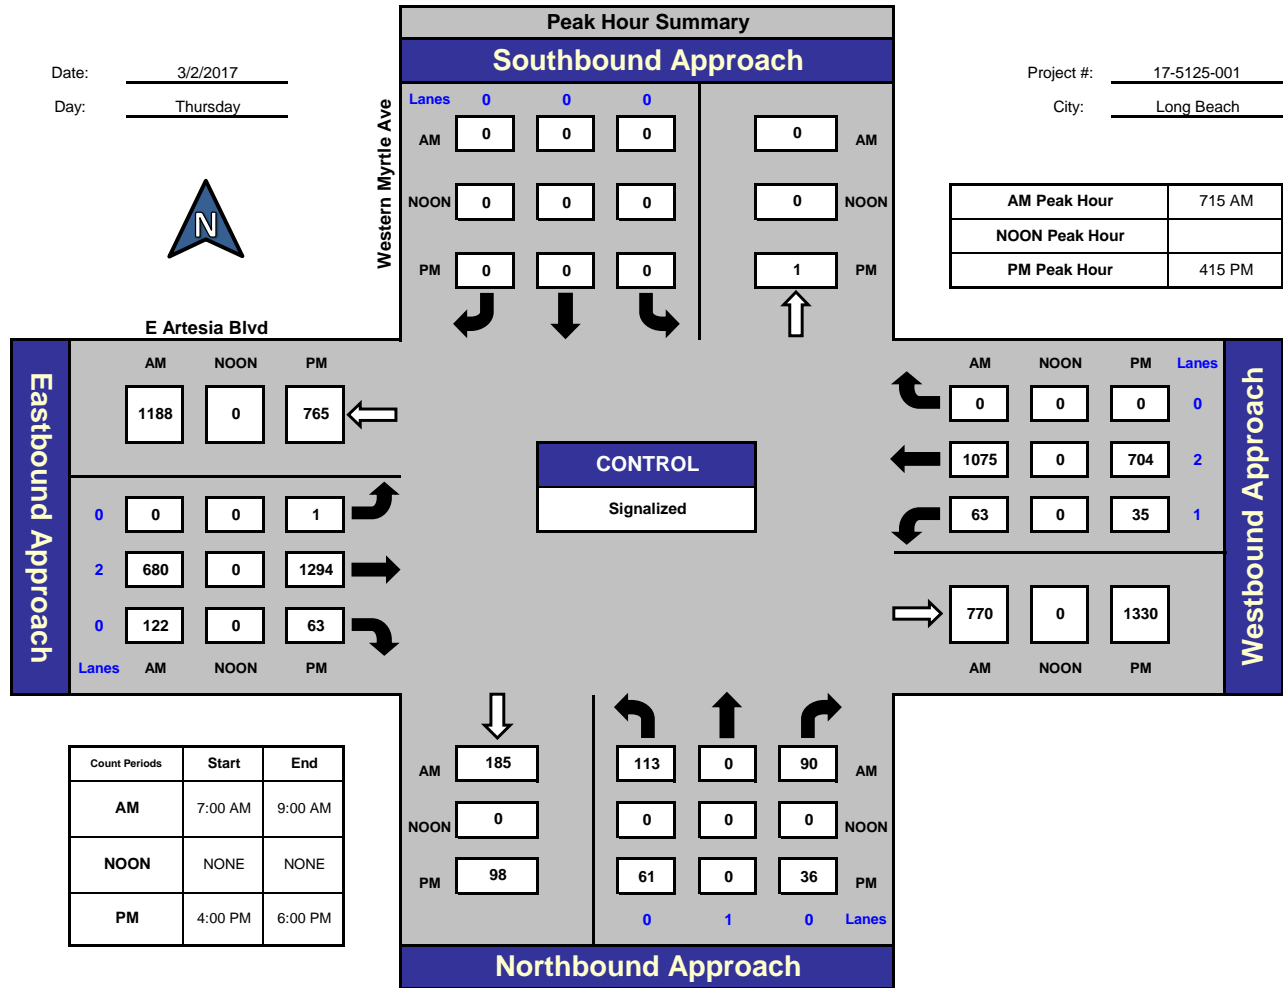 Peak Hour Summary
Southbound Approach
Date: 3/2/2017
Day: Thursday
Project #: 17-5125-001
City: Long Beach
Western Myrtle Ave
Lanes 0 0 0
AM 0 0 0 0 AM
NOON 0 0 0 0 NOON
PM 0 0 0 1 PM
N
AM Peak Hour 715 AM
NOON Peak Hour
PM Peak Hour 415 PM
E Artesia Blvd
Eastbound Approach
AM NOON PM
1188 0 765
0 0 0 1
2 680 0 1294
0 122 0 63
Lanes AM NOON PM
CONTROL
Signalized
AM NOON PM Lanes
0 0 0 0
1075 0 704 2
63 0 35 1
770 0 1330
AM NOON PM
Westbound Approach
Count Periods Start End
AM 7:00 AM 9:00 AM
NOON NONE NONE
PM 4:00 PM 6:00 PM
AM 185 113 0 90 AM
NOON 0 0 0 0 NOON
PM 98 61 0 36 PM
0 1 0 Lanes
Northbound Approach